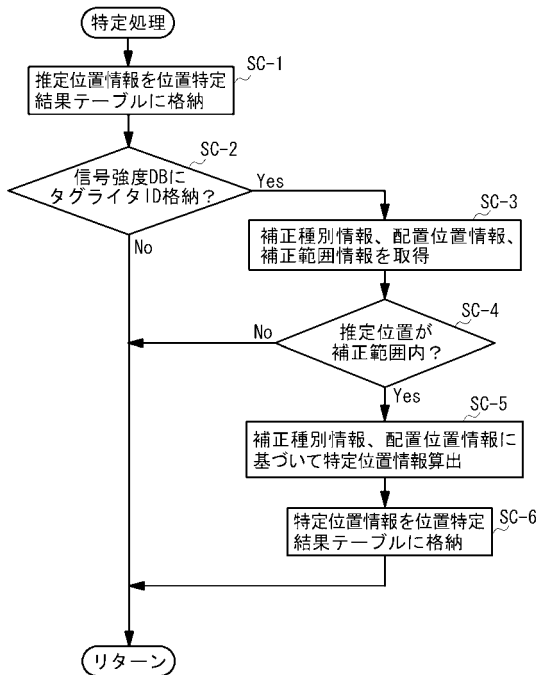 特定処理
SC-1
推定位置情報を位置特定
結果テーブルに格納
SC-2
信号強度DBに
タグライタID格納？
Yes
No
SC-3
補正種別情報、配置位置情報、
補正範囲情報を取得
SC-4
推定位置が
補正範囲内？
No
Yes
SC-5
補正種別情報、配置位置情報に
基づいて特定位置情報算出
SC-6
特定位置情報を位置特定
結果テーブルに格納
リターン